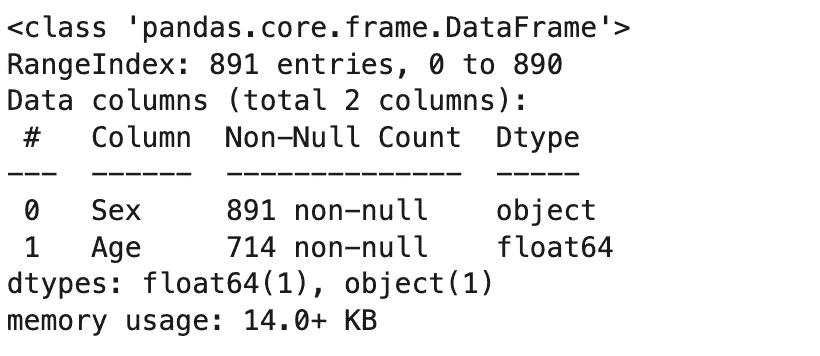 <class 'pandas.core.frame.DataFrame'>
RangeIndex: 891 entries, 0 to 890
Data columns (total 2 columns):
 #   Column  Non-Null Count  Dtype
---  ------  --------------  -----
 0   Sex     891 non-null    object
 1   Age     714 non-null    float64
dtypes: float64(1), object(1)
memory usage: 14.0+ KB